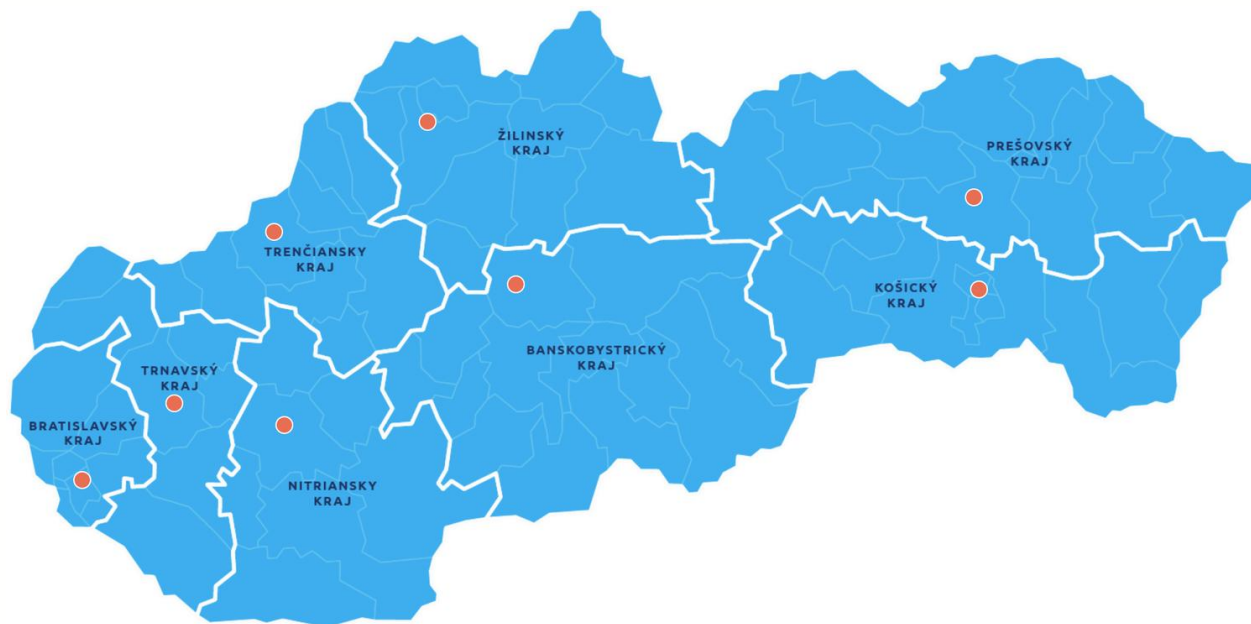 ŽILINSKÝ
KRAJ
PREŠOVSKÝ
KRAJ
TRENČIANSKY
KRAJ
KOŠICKÝ
KRAJ
BANSKOBYSTRICKÝ
KRAJ
TRNAVSKÝ
KRAJ
BRATISLAVSKÝ
KRAJ
NITRIANSKY
KRAJ